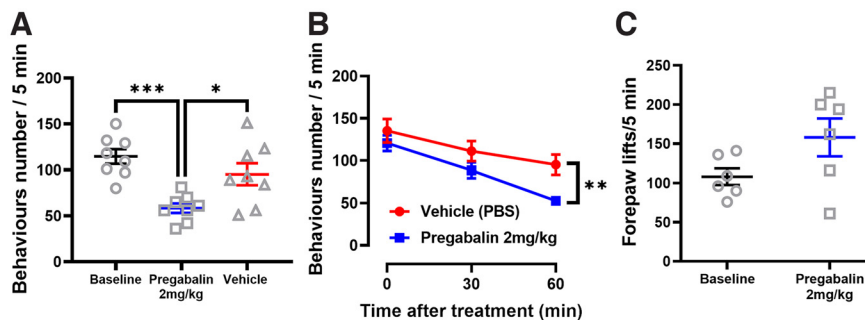 A
Behaviours number / 5 min
200
150
100
50
0
***
*
Baseline
Pregabalin
2mg/kg
Vehicle
B
Behaviours number / 5 min
200
150
100
50
0
**
Vehicle (PBS)
Pregabalin 2mg/kg
0
30
60
Time after treatment (min)
C
Forepaw lifts/5 min
250
200
150
100
50
0
Baseline
Pregabalin
2mg/kg